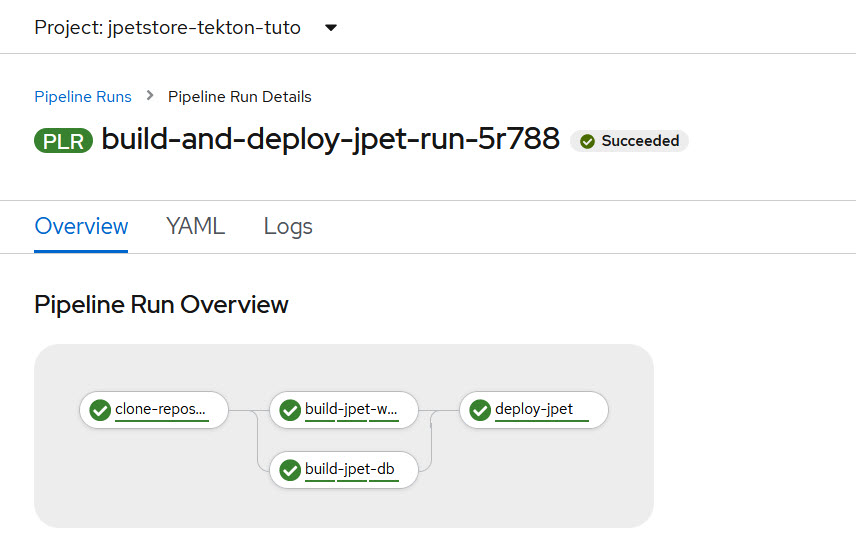 Project: jpetstore-tekton-tuto
Pipeline Runs > Pipeline Run Details
PLR build-and-deploy-jpet-run-5r788 Succeeded
Overview YAML Logs
Pipeline Run Overview
clone-repos... build-jpet-w... deploy-jpet
build-jpet-db